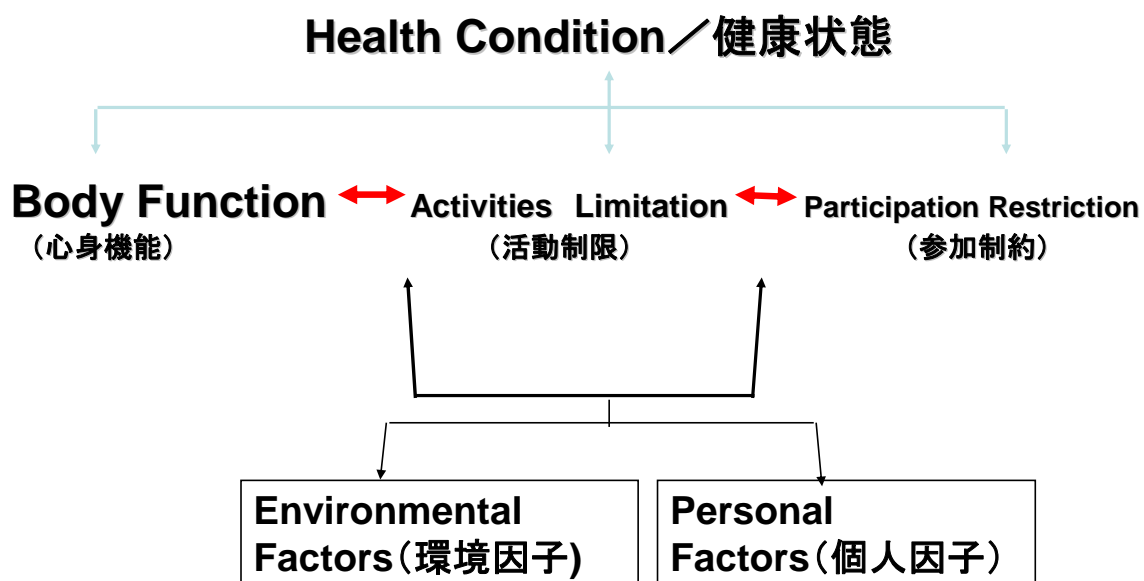 Health Condition／健康状態
Body Function Activities Limitation Participation Restriction
（心身機能） （活動制限） （参加制約）
Environmental Factors（環境因子)
Personal Factors（個人因子）